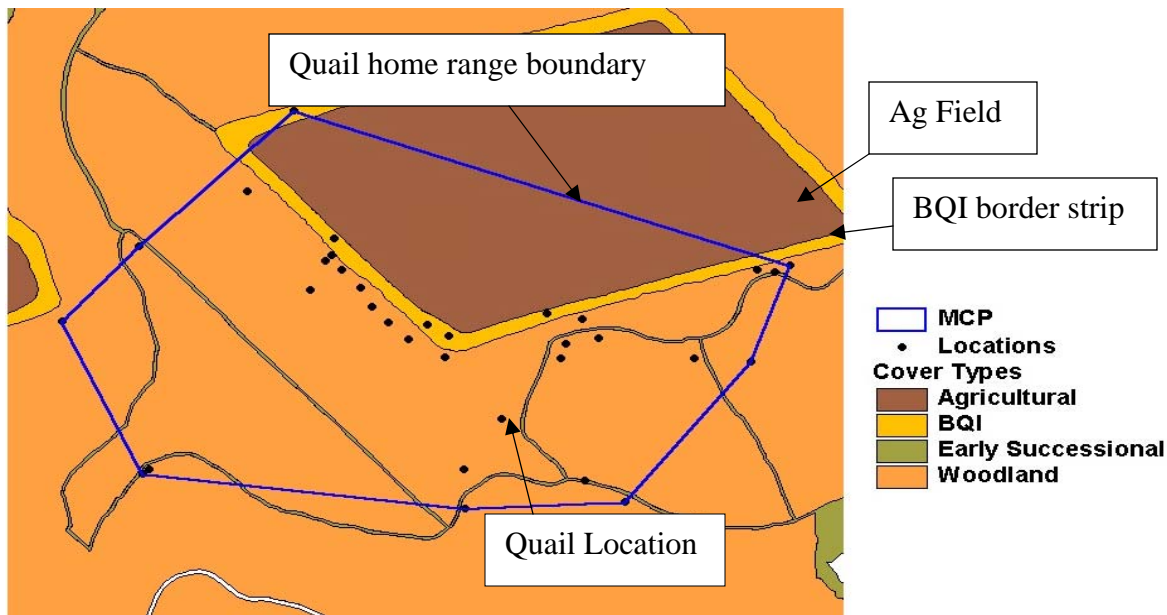 Quail home range boundary
Ag Field
BQI border strip
MCP
Locations
Cover Types
Agricultural
BQI
Early Successional
Woodland
Quail Location